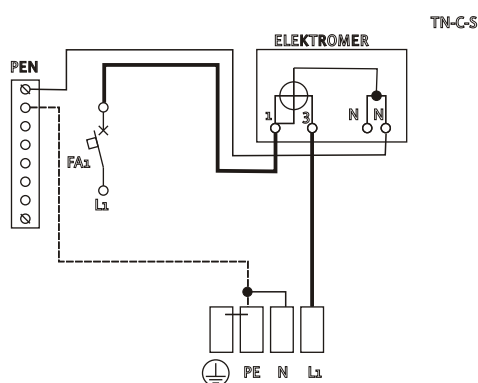 TN-C-S
ELEKTROMER
PEN
1
3
N
N
FA1
L1
PE
N
L1